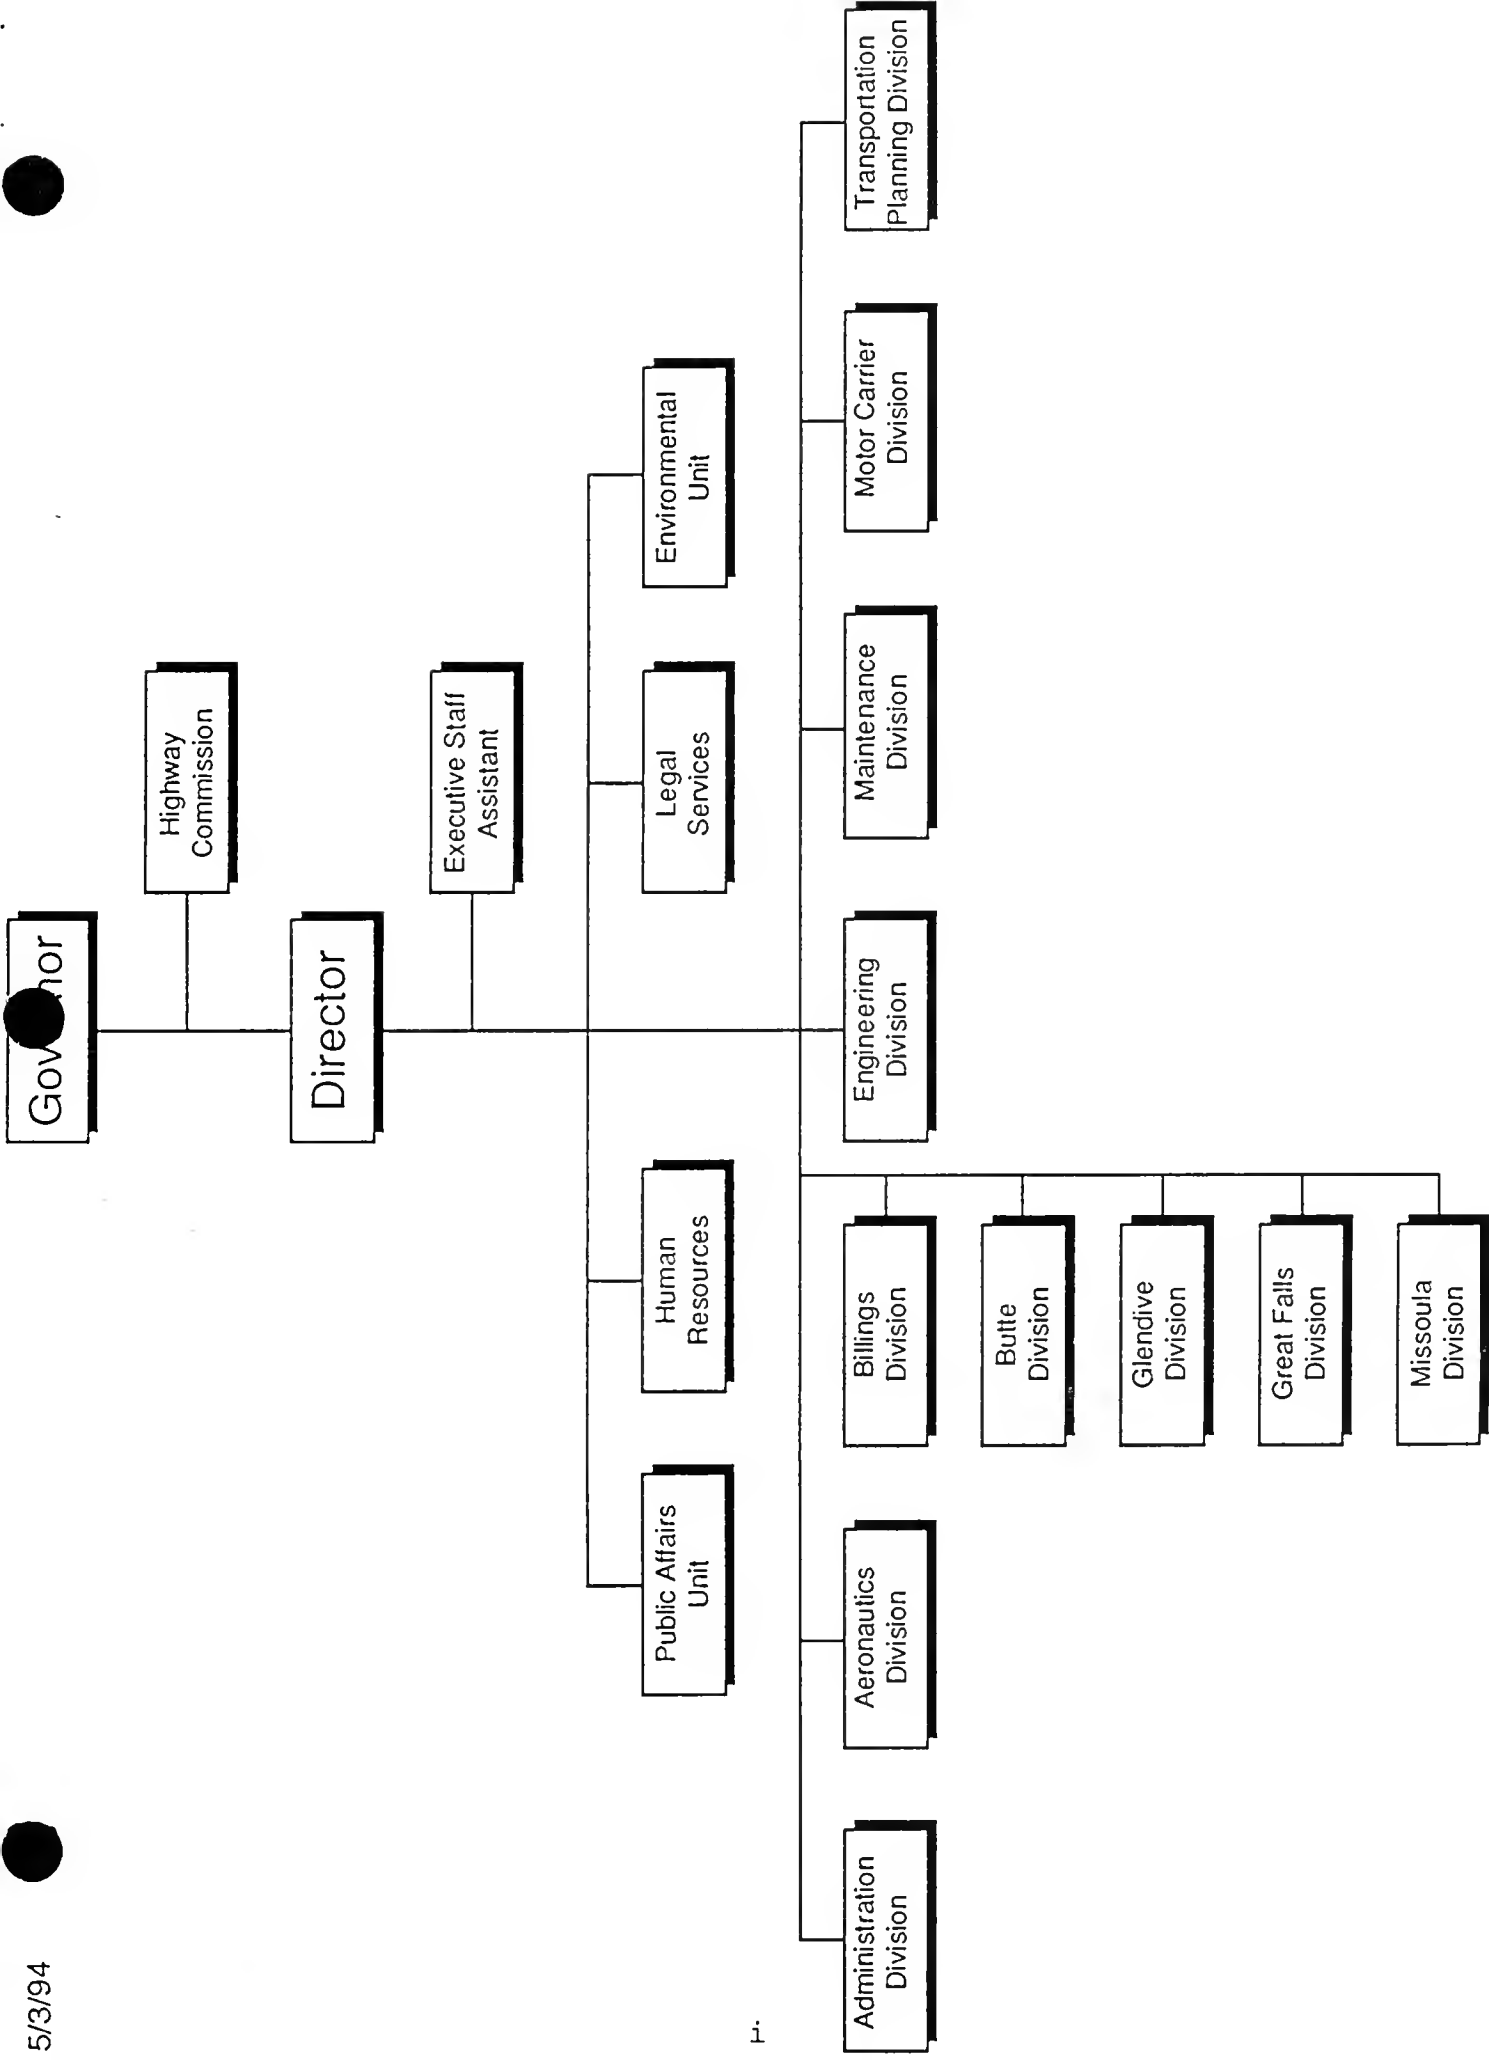 5/3/94
Governor
Highway
Commission
Director
Executive Staff
Assistant
Public Affairs
Unit
Human
Resources
Legal
Services
Environmental
Unit
Administration
Division
Aeronautics
Division
Billings
Division
Butte
Division
Glendive
Division
Great Falls
Division
Missoula
Division
Engineering
Division
Maintenance
Division
Motor Carrier
Division
Transportation
Planning Division
i